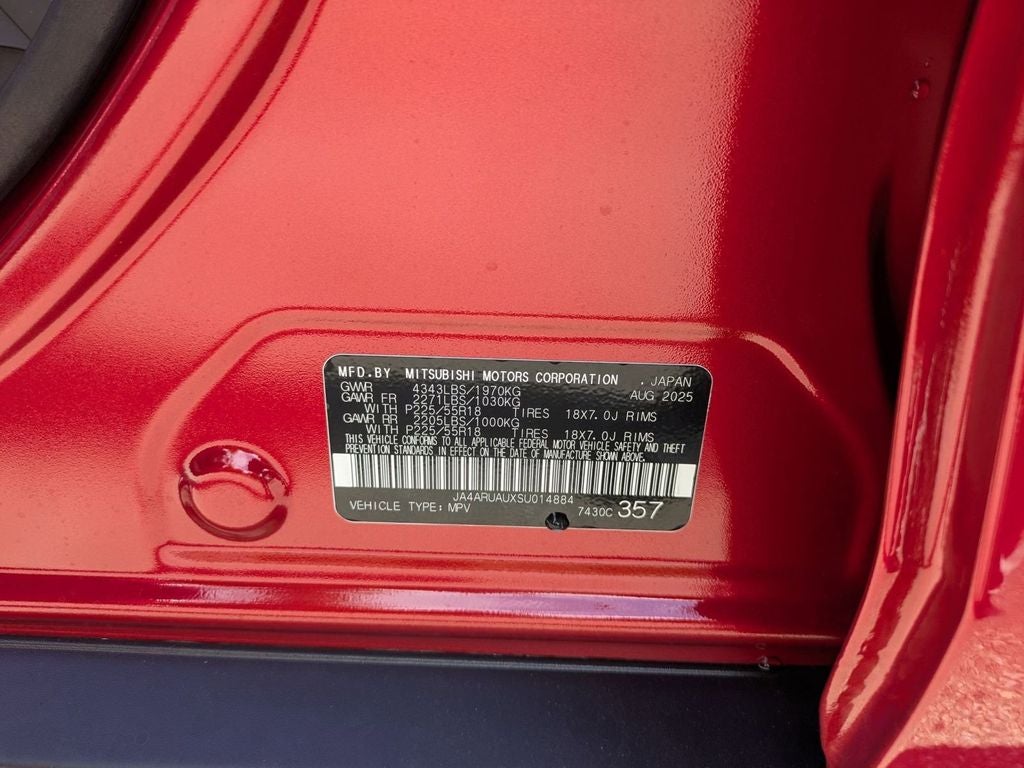 MFD.BY MITSUBISHI MOTORS CORPORATION , JAPAN
GVWR 4343LBS/1970KG AUG 2025
GAWR FR 2271LBS/1030KG
WITH P225/55R18 TIRES 18X7.0J RIMS
GAWR RR 2205LBS/1000KG
WITH P225/55R18 TIRES 18X7.0J RIMS
THIS VEHICLE CONFORMS TO ALL APPLICABLE FEDERAL MOTOR VEHICLE SAFETY AND THEFT
PREVENTION STANDARDS IN EFFECT ON THE DATE OF MANUFACTURE SHOWN ABOVE.
JA4ARUAUXSU014884
VEHICLE TYPE:MPV 7430C 357